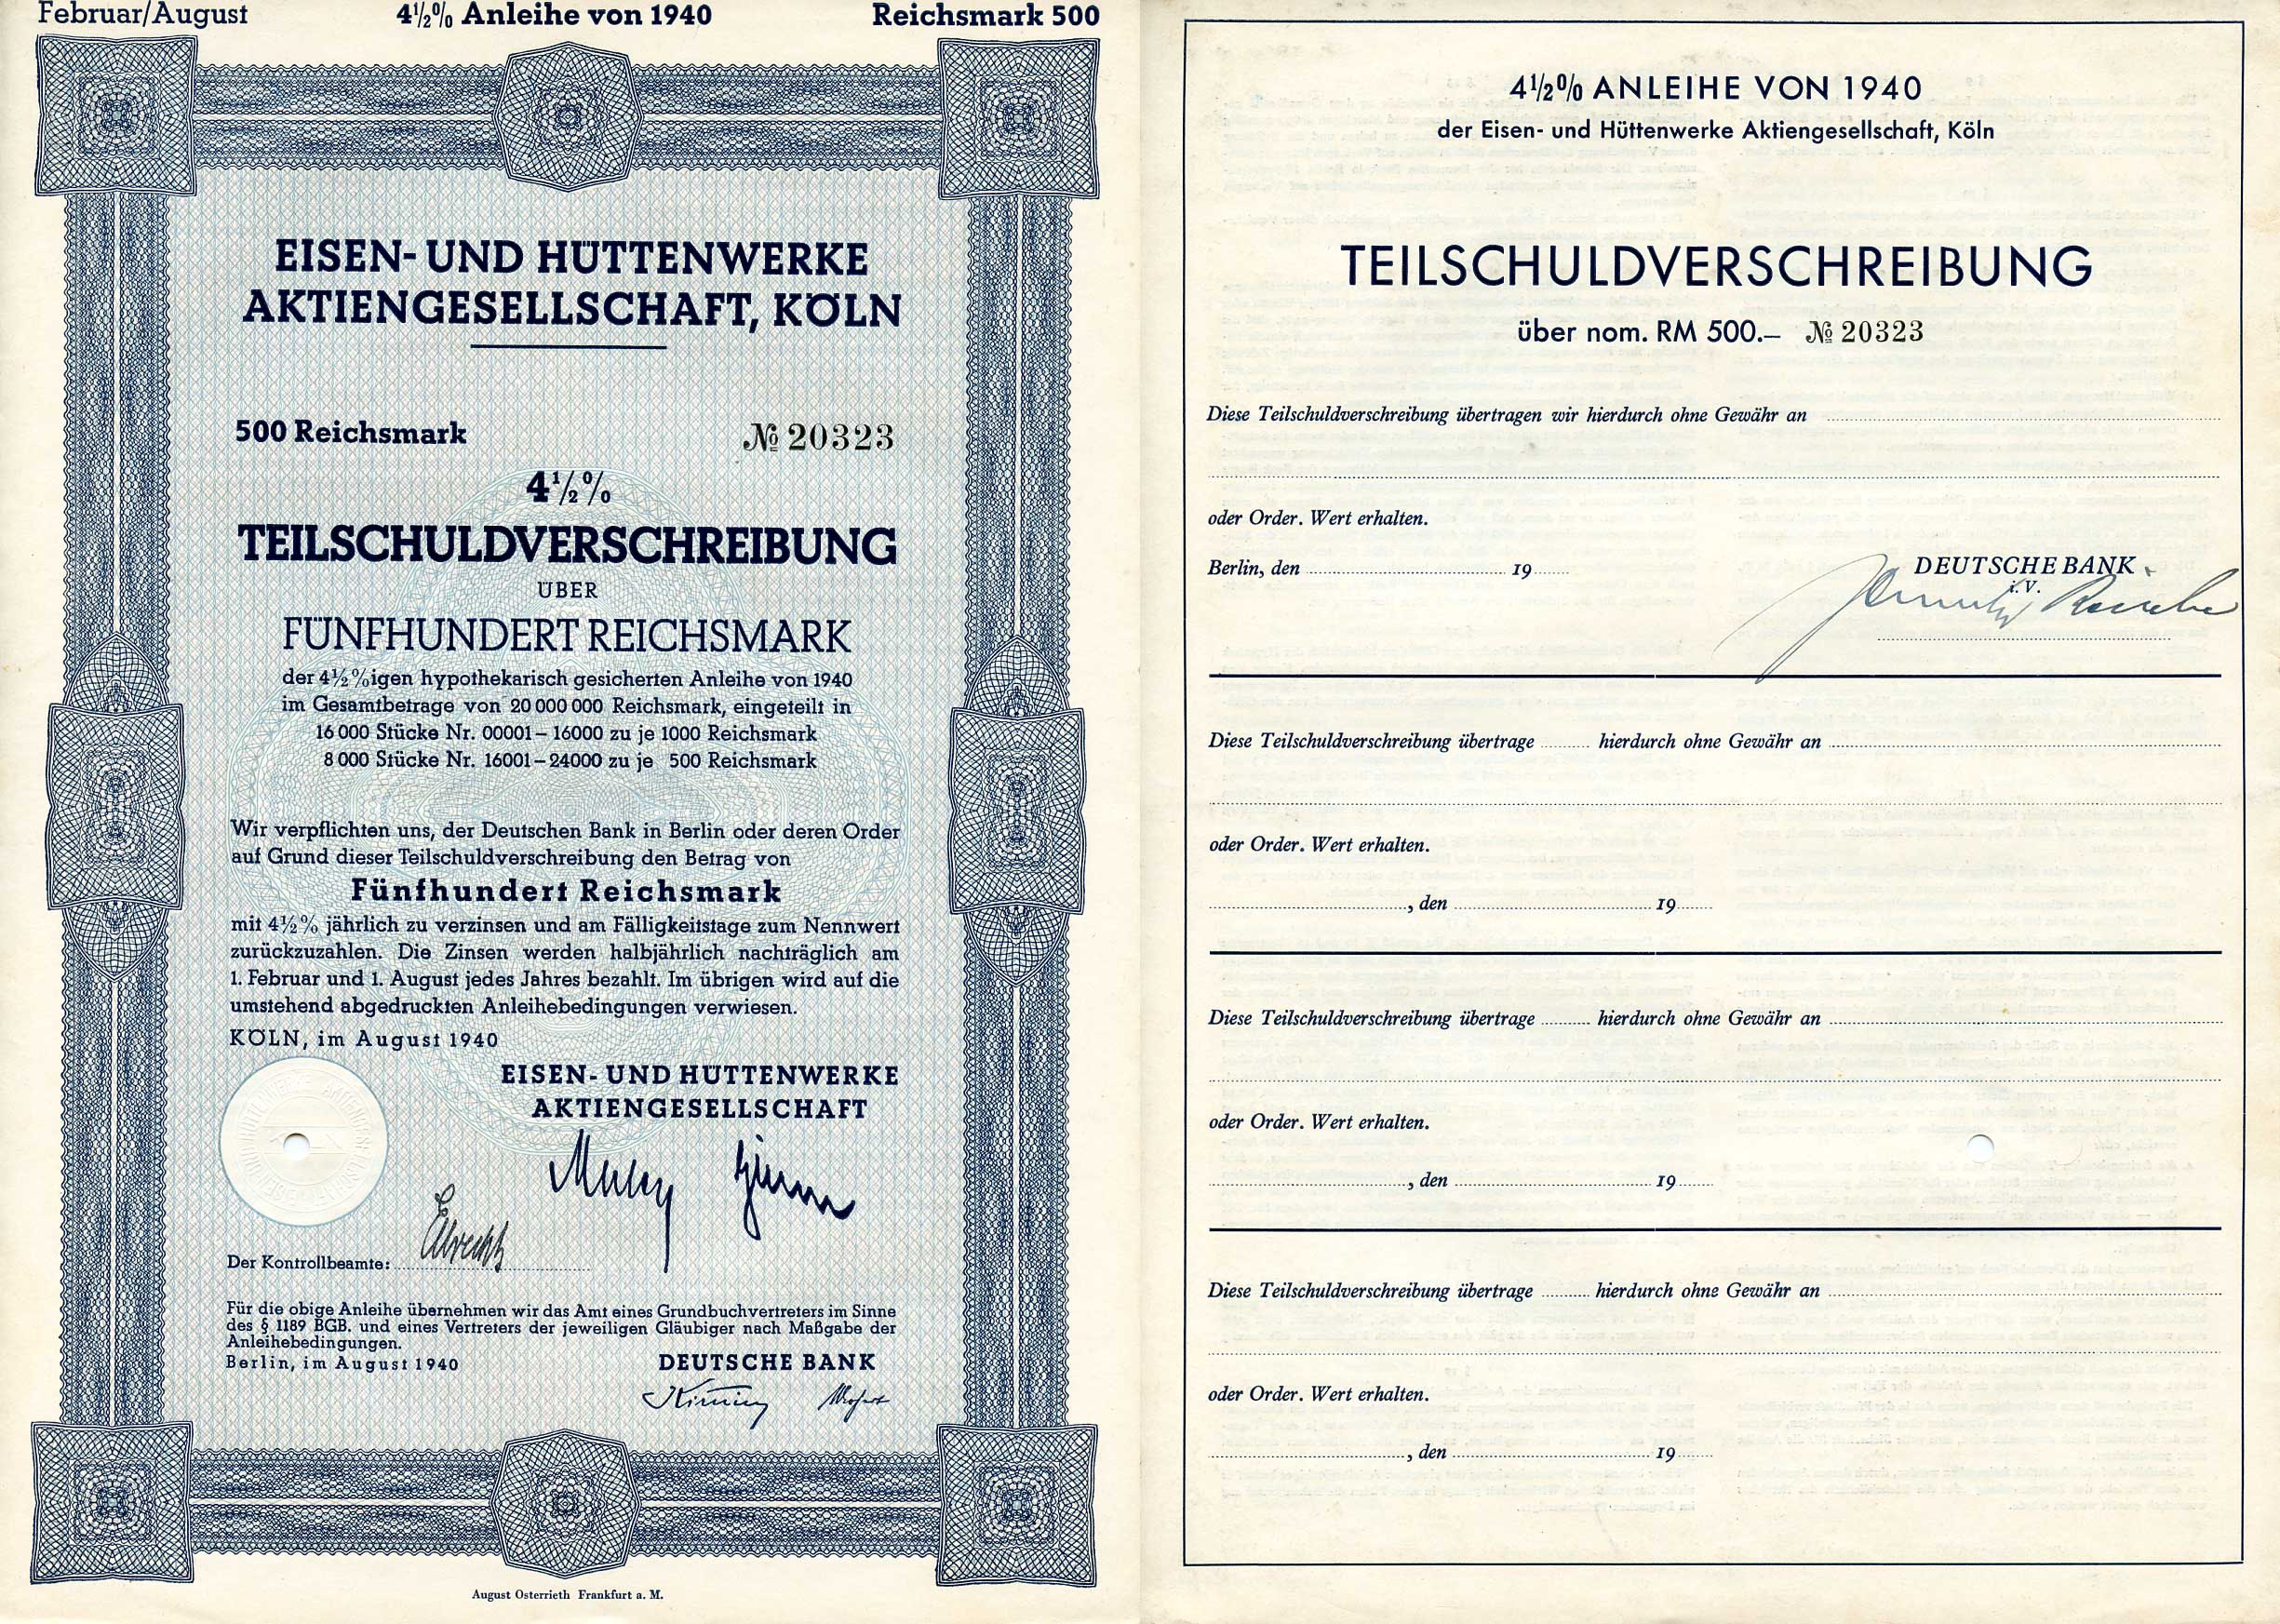 Februar/August 4½% Anleihe von 1940 Reichsmark 500
EISEN- UND HÜTTENWERKE
AKTIENGESELLSCHAFT, KÖLN
500 Reichsmark № 20323
4½%
TEILSCHULDVERSCHREIBUNG
ÜBER
FÜNFHUNDERT REICHSMARK
der 4½%igen hypothekarisch gesicherten Anleihe von 1940
im Gesamtbetrage von 20 000 000 Reichsmark, eingeteilt in
16 000 Stücke Nr. 00001 – 16000 zu je 1000 Reichsmark
8 000 Stücke Nr. 16001 – 24000 zu je 500 Reichsmark
Wir verpflichten uns, der Deutschen Bank in Berlin oder deren Order
auf Grund dieser Teilschuldverschreibung den Betrag von
Fünfhundert Reichsmark
mit 4½% jährlich zu verzinsen und am Fälligkeitstage zum Nennwert
zurückzuzahlen. Die Zinsen werden halbjährlich nachträglich am
1. Februar und 1. August jedes Jahres bezahlt. Im übrigen wird auf die
umstehend abgedruckten Anleihebedingungen verwiesen.
KÖLN, im August 1940
EISEN- UND HÜTTENWERKE
AKTIENGESELLSCHAFT
Der Kontrollbeamte:
Für die obige Anleihe übernehmen wir das Amt eines Grundbuchvertreters im Sinne
des § 1189 BGB. und eines Vertreters der jeweiligen Gläubiger nach Maßgabe der
Anleihebedingungen.
Berlin, im August 1940
DEUTSCHE BANK
August Osterrieth Frankfurt a. M.
4½% ANLEIHE VON 1940
der Eisen- und Hüttenwerke Aktiengesellschaft, Köln
TEILSCHULDVERSCHREIBUNG
über nom. RM 500.– № 20323
Diese Teilschuldverschreibung übertragen wir hierdurch ohne Gewähr an
oder Order. Wert erhalten.
Berlin, den 19
DEUTSCHE BANK
i. V.
Diese Teilschuldverschreibung übertrage hierdurch ohne Gewähr an
oder Order. Wert erhalten.
, den 19
Diese Teilschuldverschreibung übertrage hierdurch ohne Gewähr an
oder Order. Wert erhalten.
, den 19
Diese Teilschuldverschreibung übertrage hierdurch ohne Gewähr an
oder Order. Wert erhalten.
, den 19